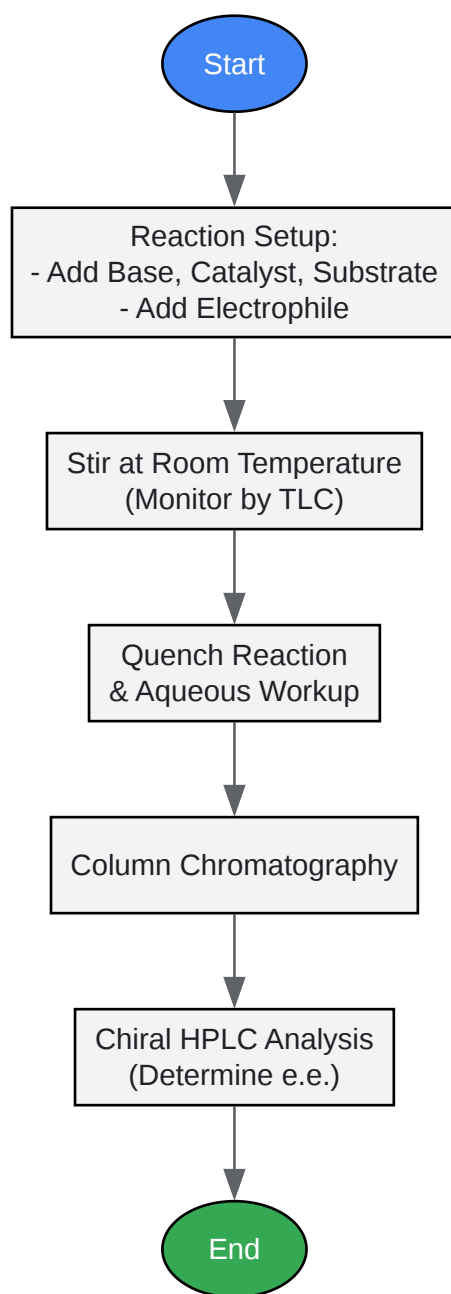 Start
Reaction Setup:
- Add Base, Catalyst, Substrate
- Add Electrophile
Stir at Room Temperature
(Monitor by TLC)
Quench Reaction
& Aqueous Workup
Column Chromatography
Chiral HPLC Analysis
(Determine e.e.)
End